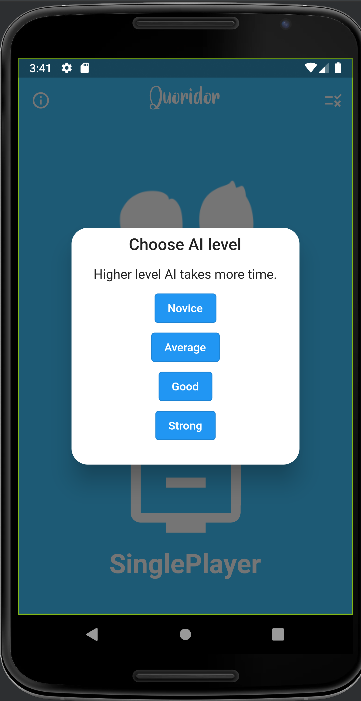 3:41
Quoridor
Choose AI level
Higher level AI takes more time.
Novice
Average
Good
Strong
SinglePlayer